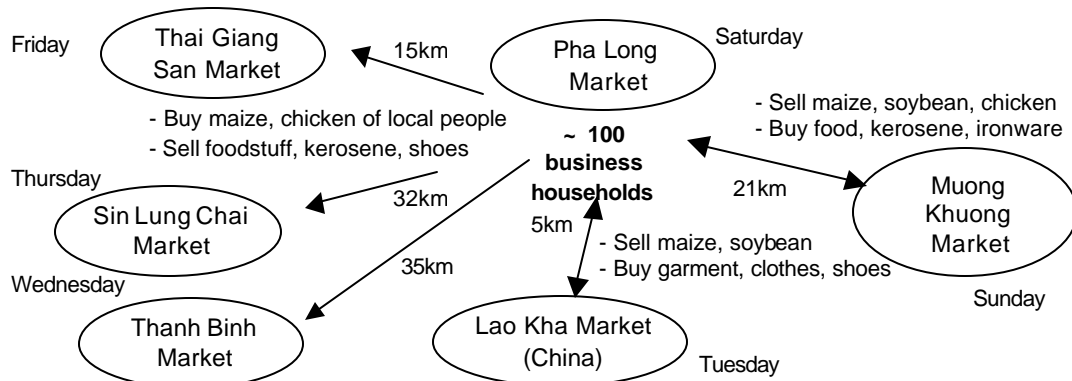 Friday
Thai Giang
San Market
15km
Pha Long
Market
Saturday
- Buy maize, chicken of local people
- Sell foodstuff, kerosene, shoes
~ 100
business
households
- Sell maize, soybean, chicken
- Buy food, kerosene, ironware
Thursday
Sin Lung Chai
Market
32km
5km
21km
Muong
Khuong
Market
- Sell maize, soybean
- Buy garment, clothes, shoes
Wednesday
35km
Thanh Binh
Market
Lao Kha Market
(China)
Sunday
Tuesday